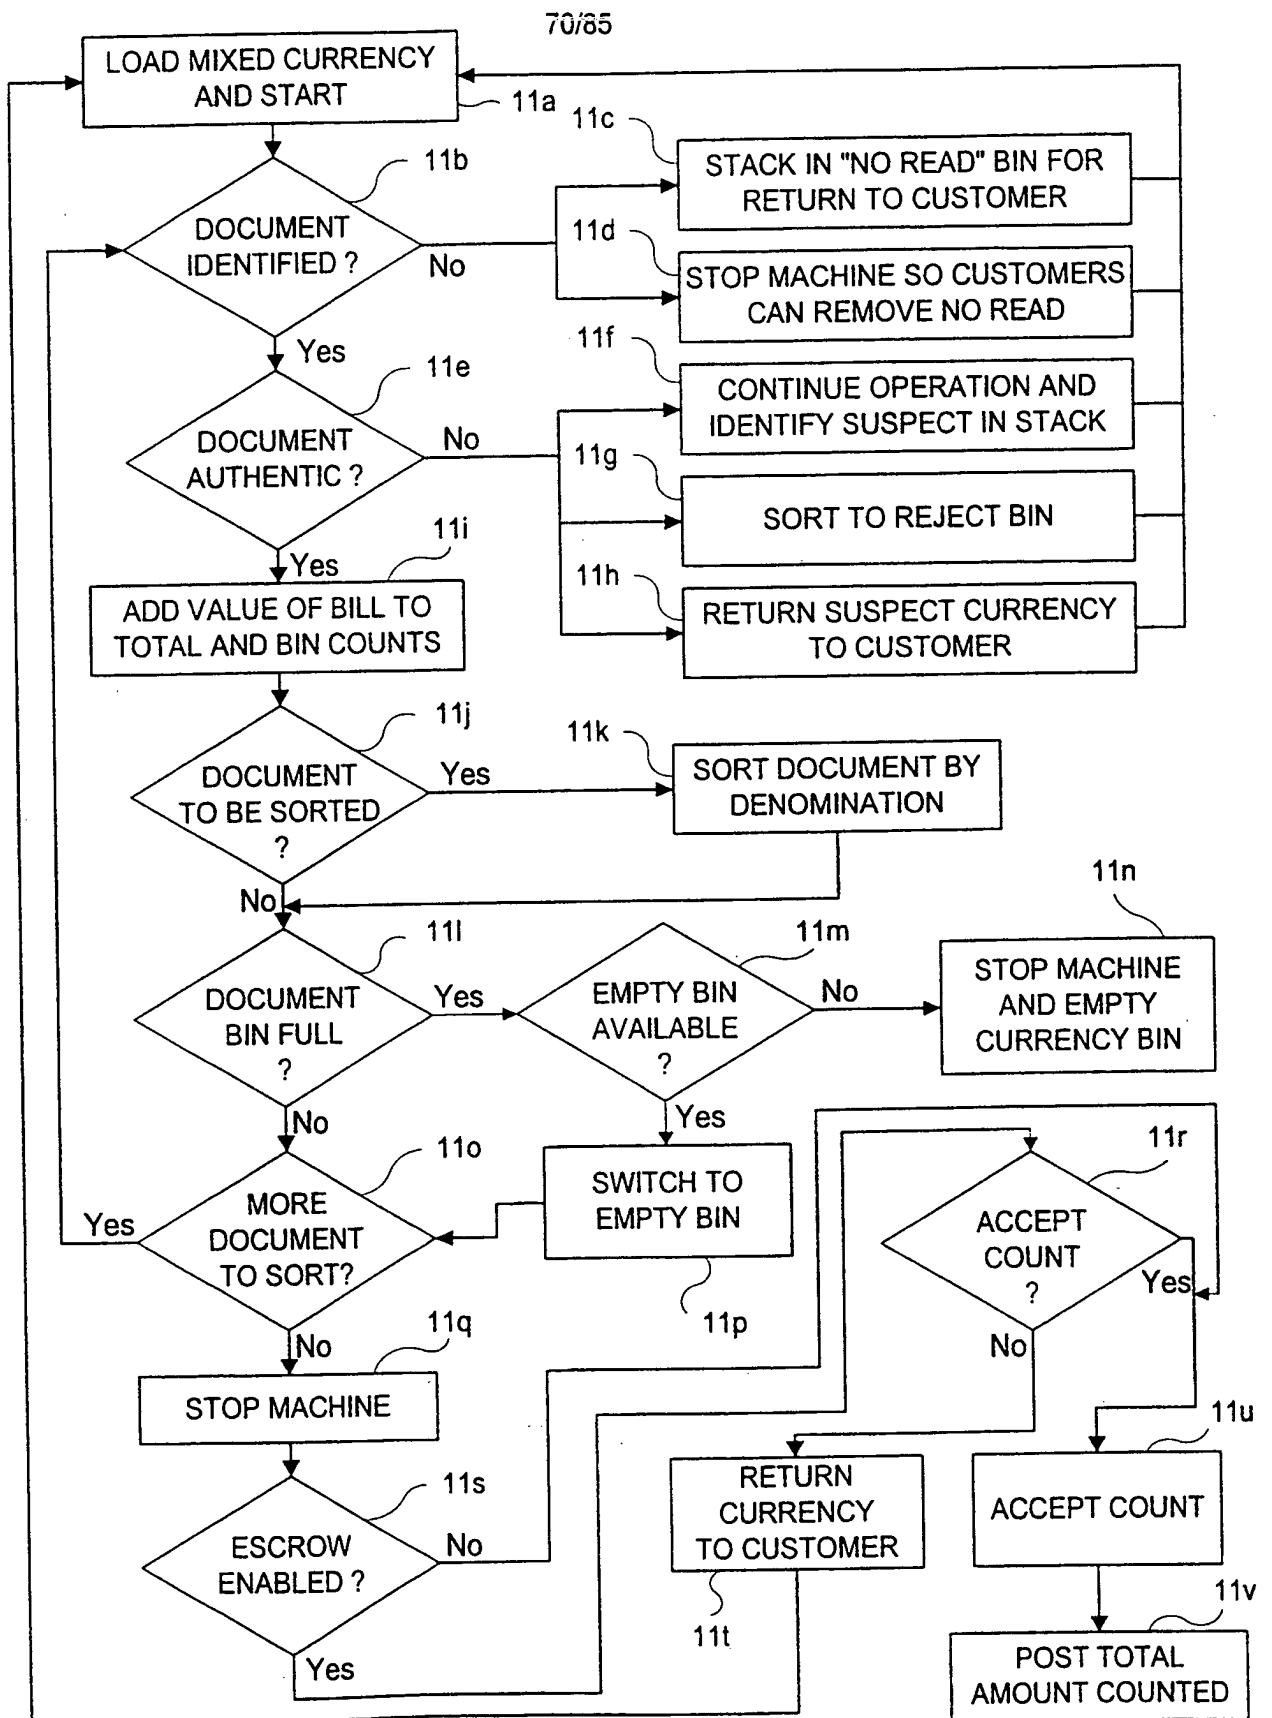 70/85
LOAD MIXED CURRENCY
AND START
11a
11b
DOCUMENT
IDENTIFIED ?
No
Yes
11c
STACK IN "NO READ" BIN FOR
RETURN TO CUSTOMER
11d
STOP MACHINE SO CUSTOMERS
CAN REMOVE NO READ
11e
DOCUMENT
AUTHENTIC ?
No
Yes
11f
CONTINUE OPERATION AND
IDENTIFY SUSPECT IN STACK
11g
SORT TO REJECT BIN
11h
RETURN SUSPECT CURRENCY
TO CUSTOMER
11i
ADD VALUE OF BILL TO
TOTAL AND BIN COUNTS
11j
DOCUMENT
TO BE SORTED
?
Yes
No
11k
SORT DOCUMENT BY
DENOMINATION
11l
DOCUMENT
BIN FULL
?
Yes
No
11m
EMPTY BIN
AVAILABLE
?
No
Yes
11n
STOP MACHINE
AND EMPTY
CURRENCY BIN
11o
MORE
DOCUMENT
TO SORT?
Yes
No
SWITCH TO
EMPTY BIN
11p
11r
ACCEPT
COUNT
?
Yes
No
11q
STOP MACHINE
11s
ESCROW
ENABLED ?
No
Yes
RETURN
CURRENCY
TO CUSTOMER
11t
11u
ACCEPT COUNT
11v
POST TOTAL
AMOUNT COUNTED